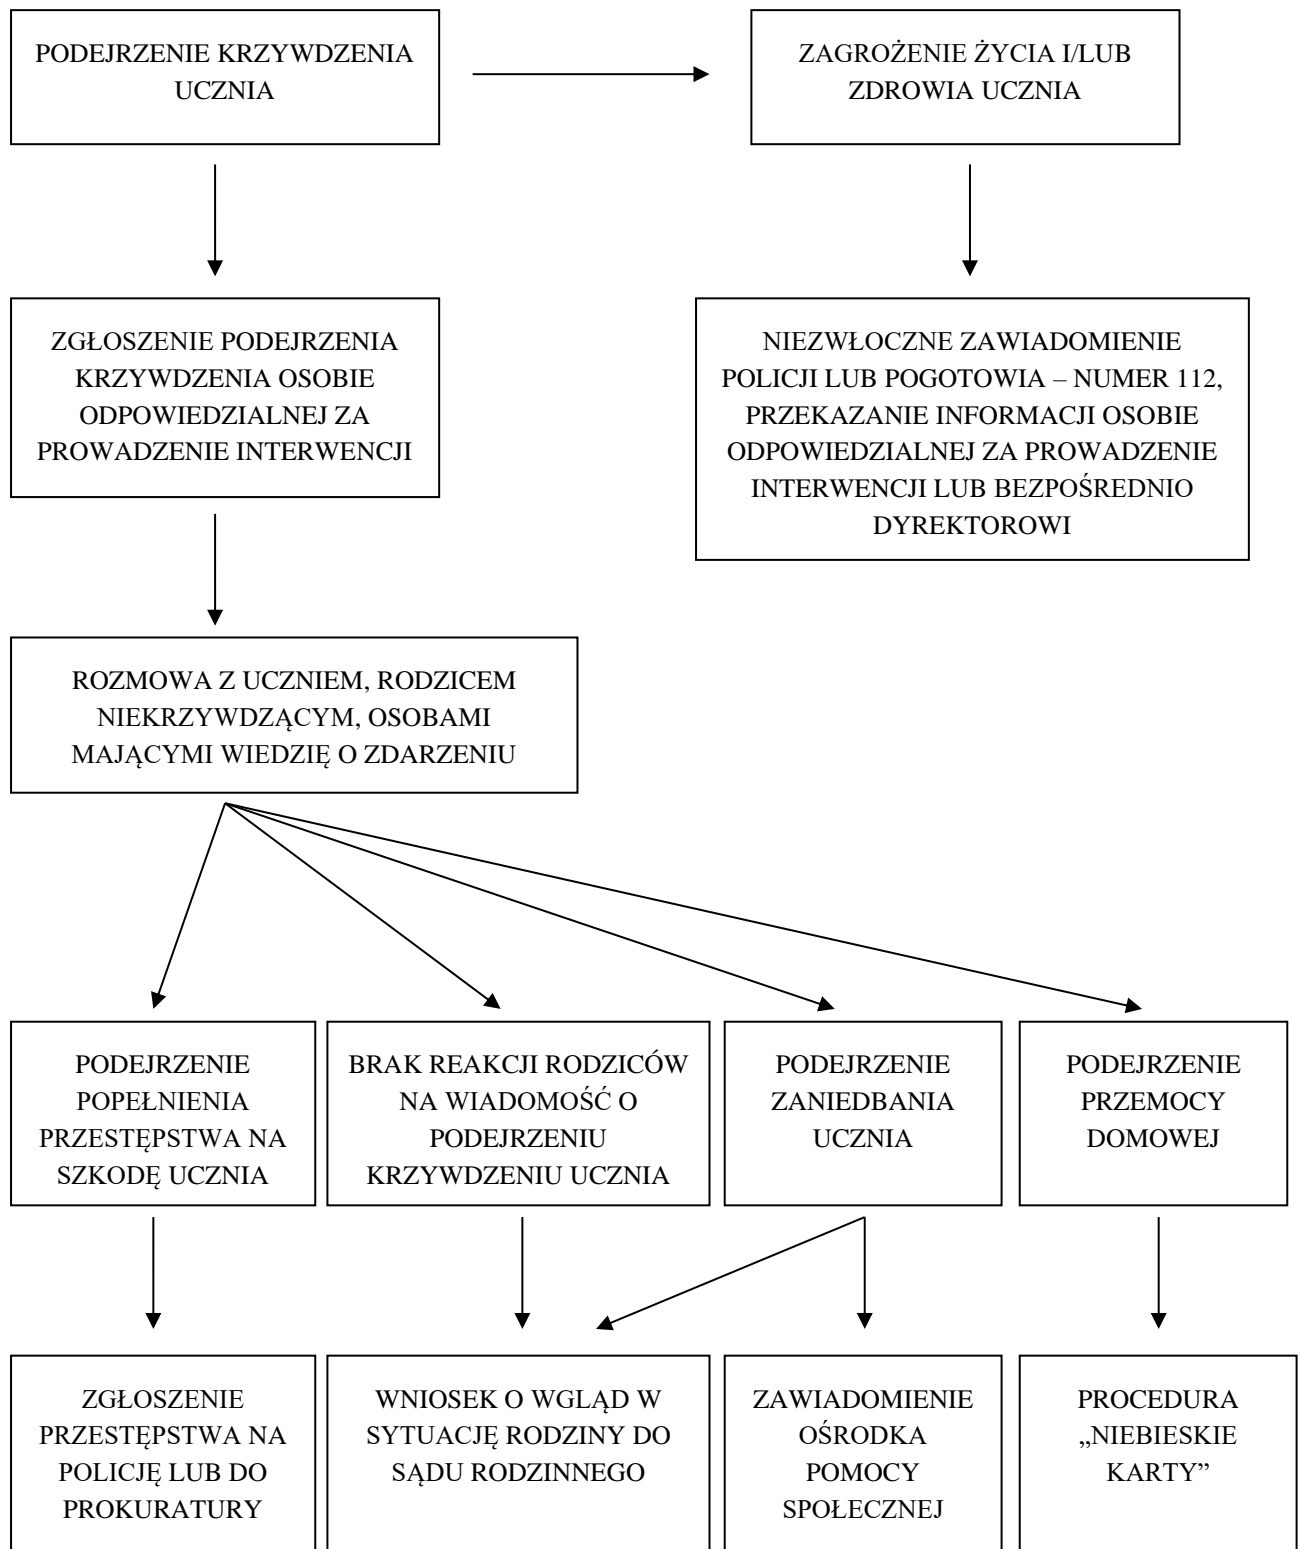 PODEJRZENIE KRZYWDZENIA
UCZNIA
ZAGROŻENIE ŻYCIA I/LUB
ZDROWIA UCZNIA
ZGŁOSZENIE PODEJRZENIA
KRZYWDZENIA OSOBIE
ODPOWIEDZIALNEJ ZA
PROWADZENIE INTERWENCJI
NIEZWŁOCZNE ZAWIADOMIENIE
POLICJI LUB POGOTOWIA – NUMER 112,
PRZEKAZANIE INFORMACJI OSOBIE
ODPOWIEDZIALNEJ ZA PROWADZENIE
INTERWENCJI LUB BEZPOŚREDNIO
DYREKTOROWI
ROZMOWA Z UCZNIEM, RODZICEM
NIEKRZYWDZĄCYM, OSOBAMI
MAJĄCYMI WIEDZIĘ O ZDARZENIU
PODEJRZENIE
POPEŁNIENIA
PRZESTĘPSTWA NA
SZKODĘ UCZNIA
BRAK REAKCJI RODZICÓW
NA WIADOMOŚĆ O
PODEJRZENIU
KRZYWDZENIU UCZNIA
PODEJRZENIE
ZANIEDBANIA
UCZNIA
PODEJRZENIE
PRZEMOCY
DOMOWEJ
ZGŁOSZENIE
PRZESTĘPSTWA NA
POLICJĘ LUB DO
PROKURATURY
WNIOSEK O WGLĄD W
SYTUACJĘ RODZINY DO
SĄDU RODZINNEGO
ZAWIADOMIENIE
OŚRODKA
POMOCY
SPOŁECZNEJ
PROCEDURA
„NIEBIESKIE
KARTY”